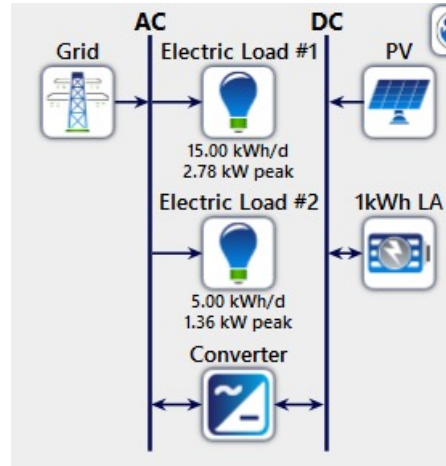 AC
DC
Grid
Electric Load #1
PV
15.00 kWh/d
2.78 kW peak
Electric Load #2
1kWh LA
5.00 kWh/d
1.36 kW peak
Converter